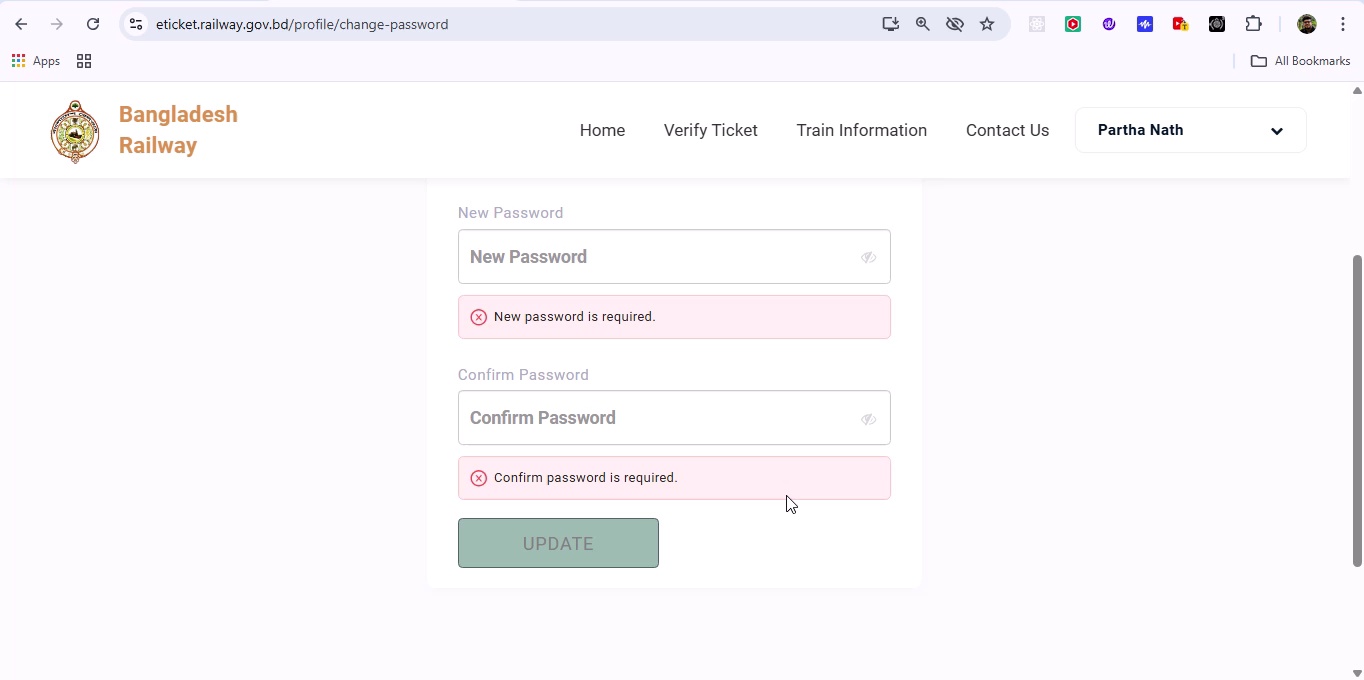 eticket.railway.gov.bd/profile/change-password
Apps
All Bookmarks
Bangladesh
Railway
Home
Verify Ticket
Train Information
Contact Us
Partha Nath
New Password
New Password
New password is required.
Confirm Password
Confirm Password
Confirm password is required.
UPDATE